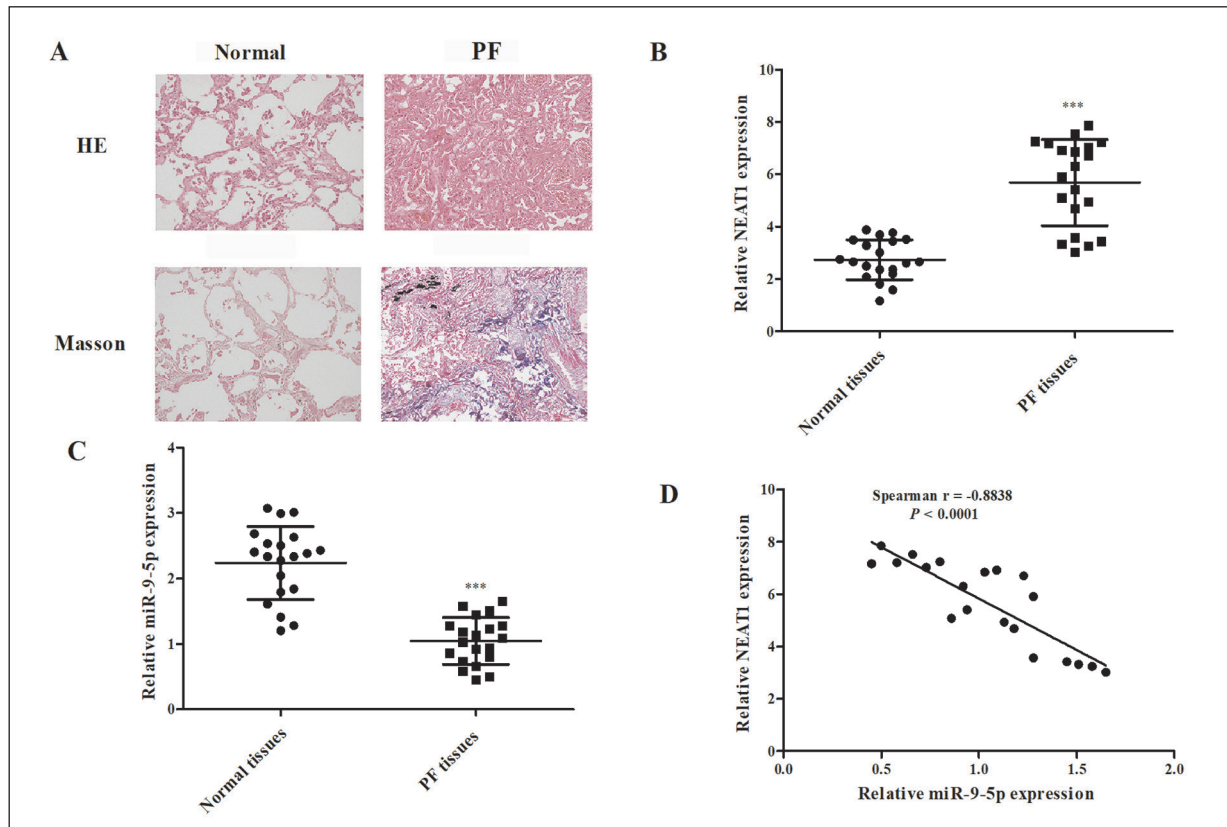 A
Normal
PF
HE
Masson
B
Relative NEAT1 expression
10
8
6
4
2
0
***
Normal tissues
PF tissues
C
Relative miR-9-5p expression
4
3
2
1
0
***
Normal tissues
PF tissues
D
Spearman r = -0.8838
P < 0.0001
Relative NEAT1 expression
10
8
6
4
2
0
0.0
0.5
1.0
1.5
2.0
Relative miR-9-5p expression